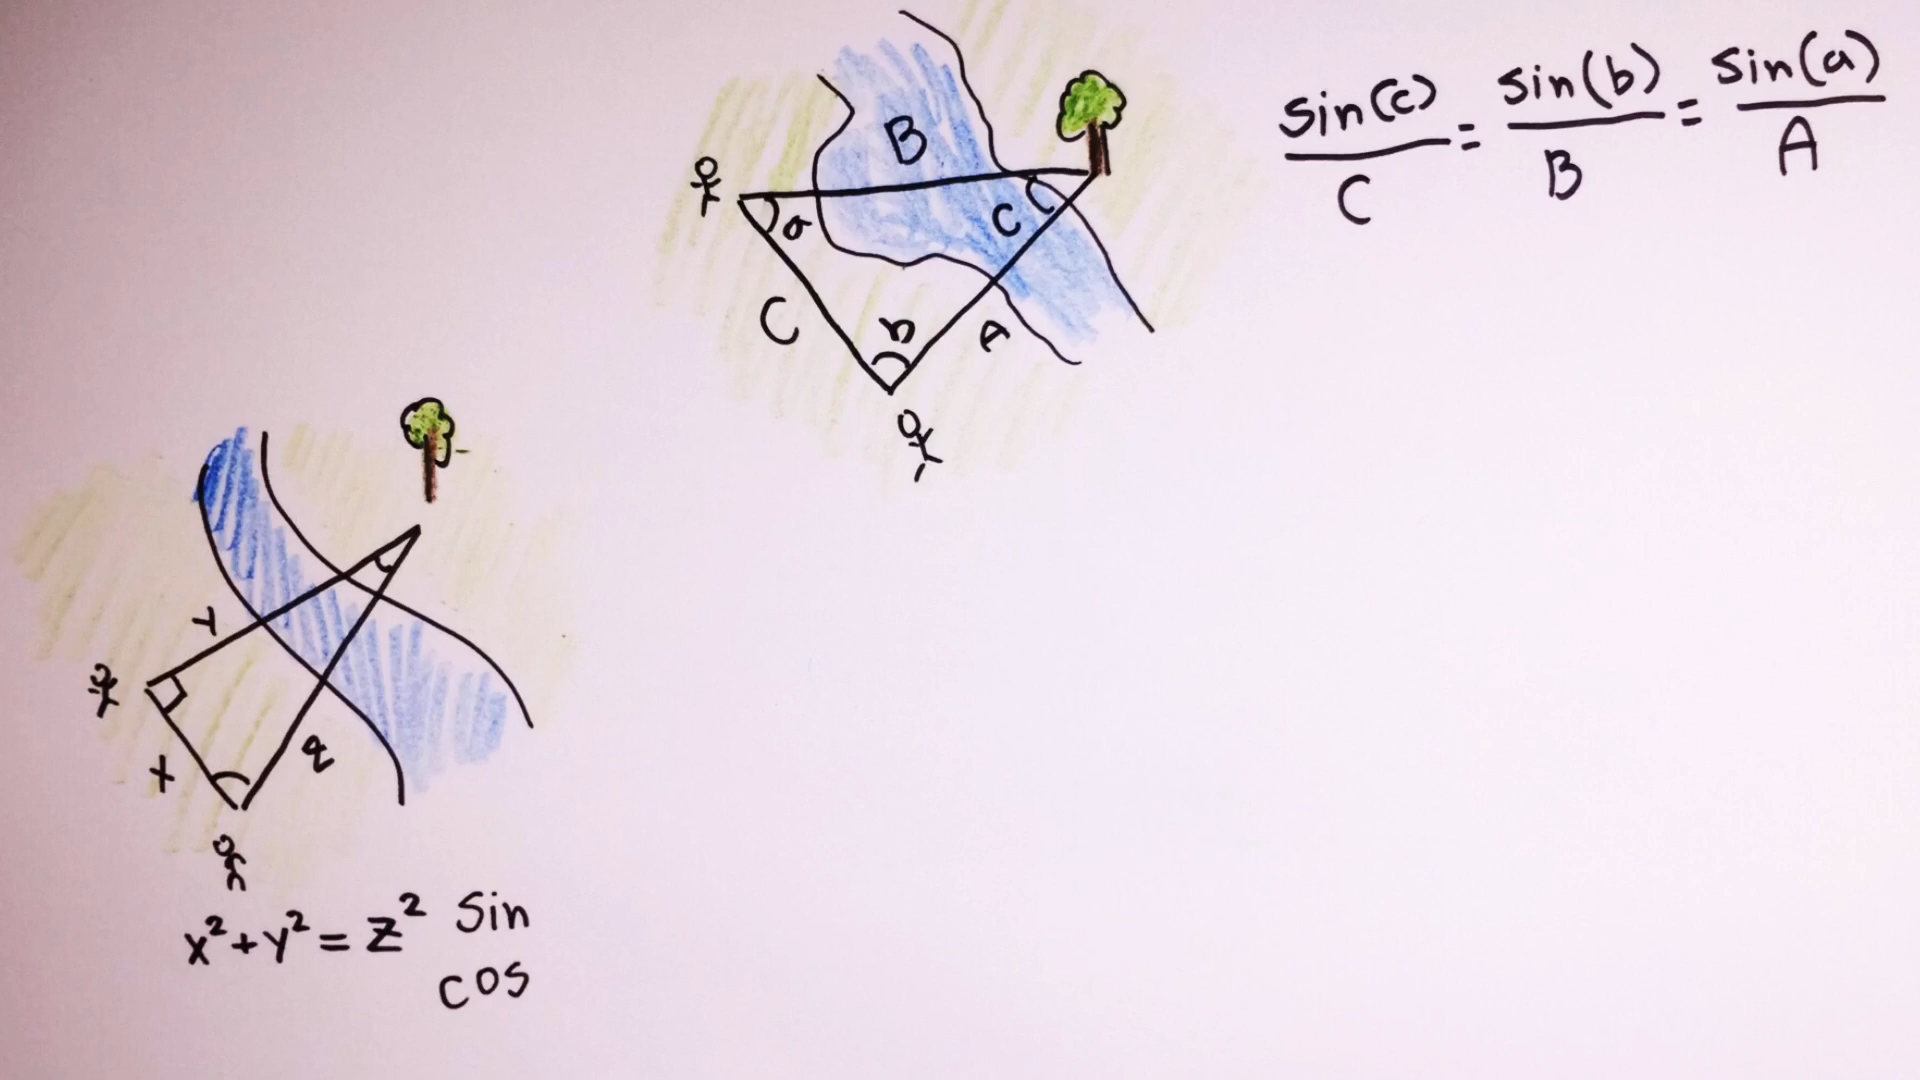 sin(c)/C = sin(b)/B = sin(a)/A
B
a
c
C
b
A
Y
X
z
x²+y²=z² sin
cos